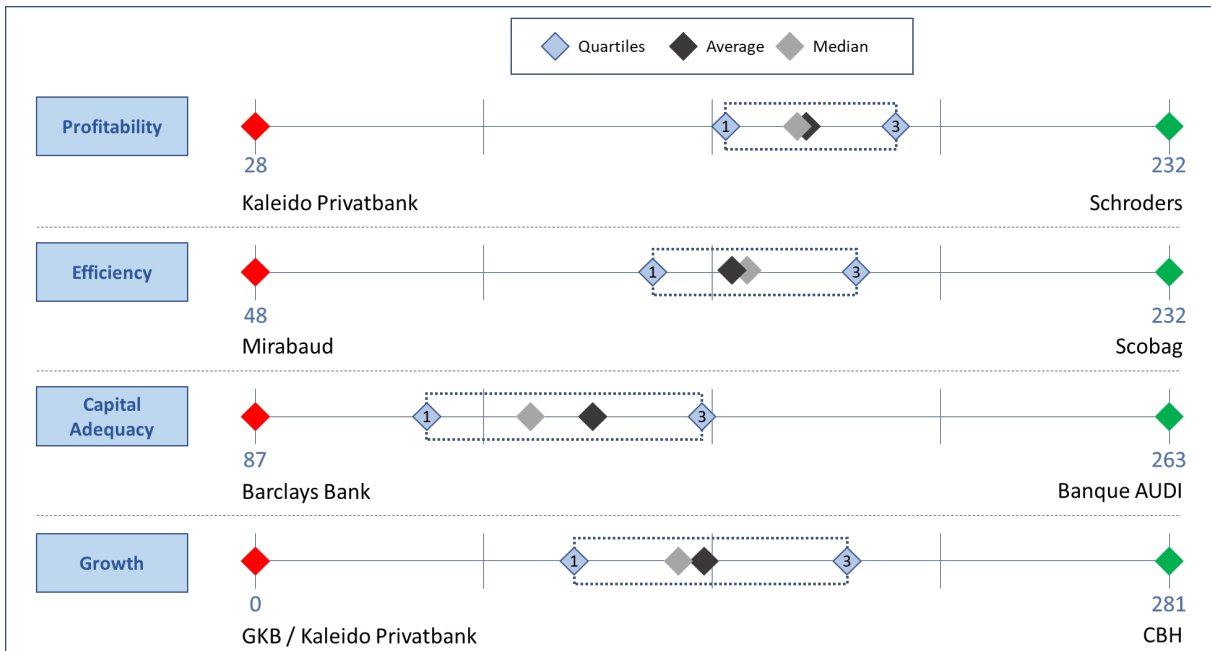 Quartiles Average Median
Profitability
1 3
28 232
Kaleido Privatbank Schroders
Efficiency
1 3
48 232
Mirabaud Scobag
Capital
Adequacy
1 3
87 263
Barclays Bank Banque AUDI
Growth
1 3
0 281
GKB / Kaleido Privatbank CBH